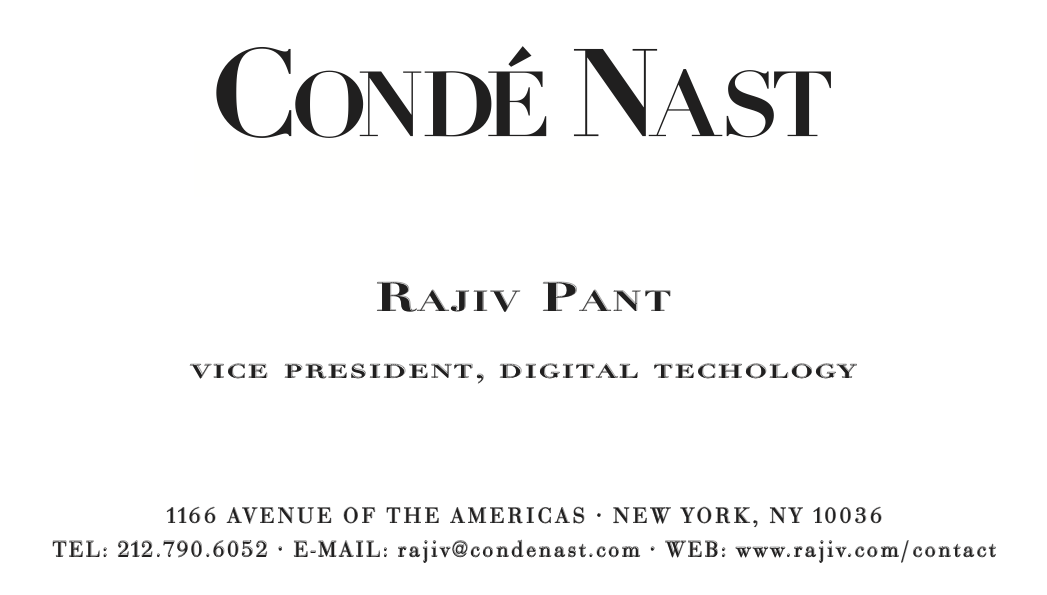 CONDÉ NAST
RAJIV PANT
VICE PRESIDENT, DIGITAL TECHOLOGY
1166 AVENUE OF THE AMERICAS · NEW YORK, NY 10036
TEL: 212.790.6052 · E-MAIL: rajiv@condenast.com · WEB: www.rajiv.com/contact